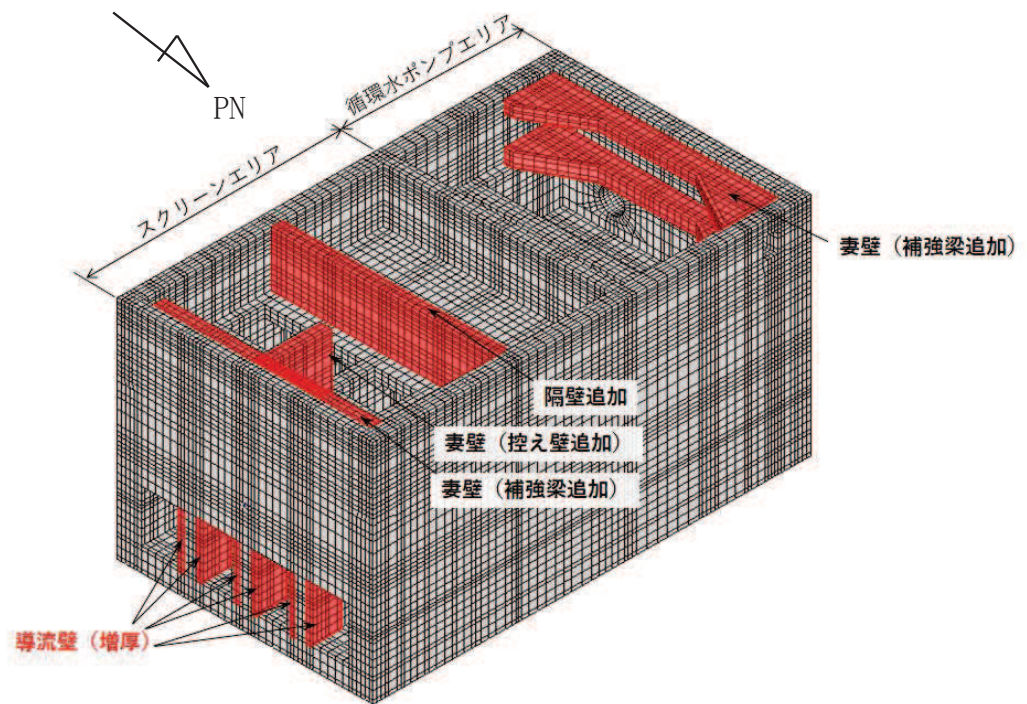 PN
循環水ポンプエリア
スクリーンエリア
妻壁（補強梁追加）
隔壁追加
妻壁（控え壁追加）
妻壁（補強梁追加）
導流壁（増厚）